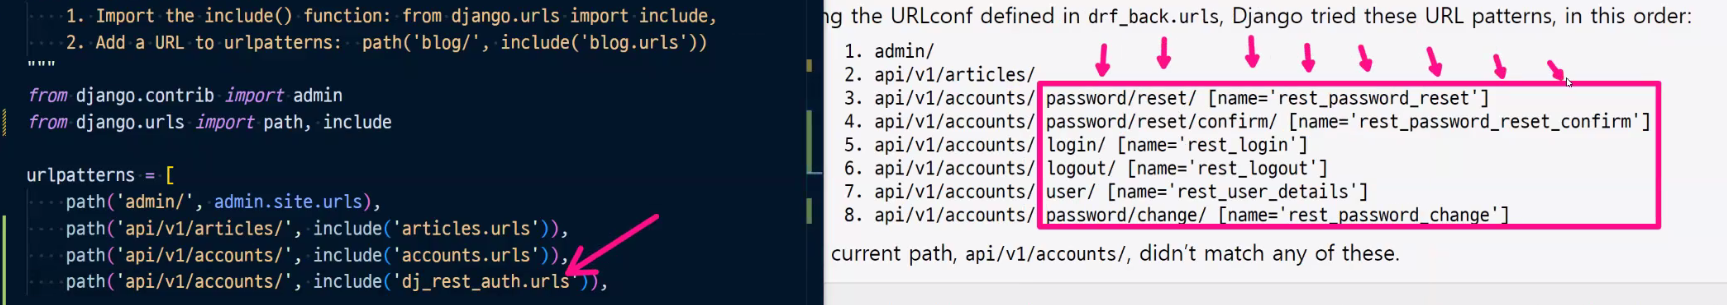 1. Import the include() function: from django.urls import include,
2. Add a URL to urlpatterns:  path('blog/', include('blog.urls'))
"""
from django.contrib import admin
from django.urls import path, include
urlpatterns = [
path('admin/', admin.site.urls),
path('api/v1/articles/', include('articles.urls')),
path('api/v1/accounts/', include('accounts.urls')),
path('api/v1/accounts/', include('dj_rest_auth.urls')),
the URLconf defined in drf_back.urls, Django tried these URL patterns, in this order:
1. admin/
2. api/v1/articles/
3. api/v1/accounts/ password/reset/ [name='rest_password_reset']
4. api/v1/accounts/ password/reset/confirm/ [name='rest_password_reset_confirm']
5. api/v1/accounts/ login/ [name='rest_login']
6. api/v1/accounts/ logout/ [name='rest_logout']
7. api/v1/accounts/ user/ [name='rest_user_details']
8. api/v1/accounts/ password/change/ [name='rest_password_change']
current path, api/v1/accounts/, didn’t match any of these.